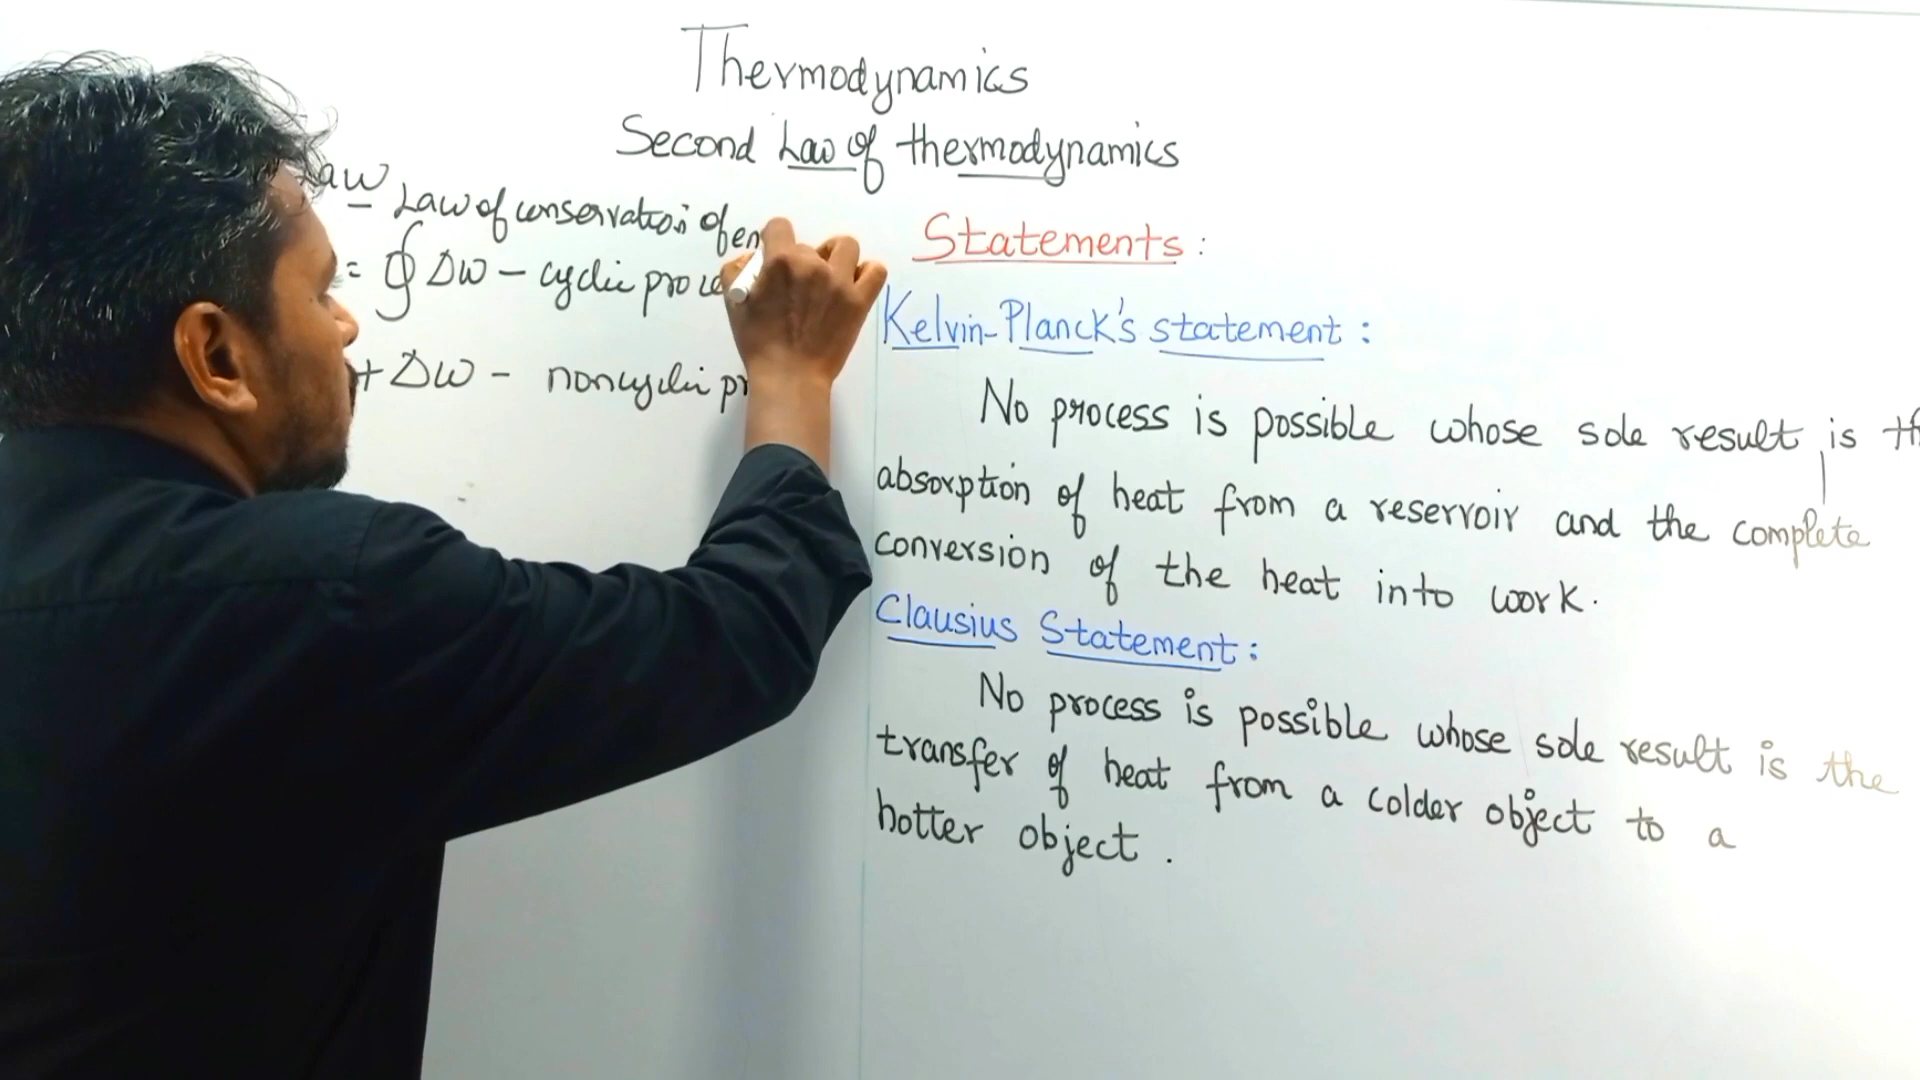 Thermodynamics
Second Law of thermodynamics
Law of conservation of en
= ∮ ΔW - cyclic proce
+ ΔW - noncyclic pr
Statements :
Kelvin-Planck's statement :
No process is possible whose sole result is th
absorption of heat from a reservoir and the complete
conversion of the heat into work.
Clausius Statement :
No process is possible whose sole result is the
transfer of heat from a colder object to a
hotter object .